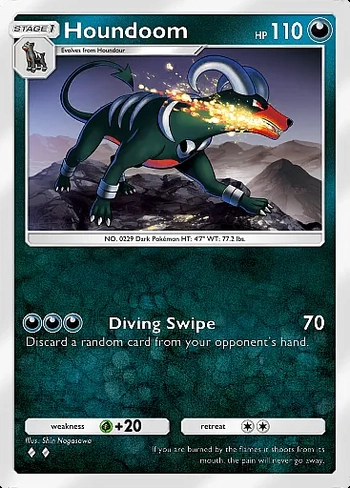 STAGE 1
Houndoom
HP 110
Evolves from Houndour
NO. 0229 Dark Pokémon HT: 4'7" WT: 77.2 lbs.
Diving Swipe 70
Discard a random card from your opponent's hand.
weakness +20 retreat
Illus. Shin Nagasawa
If you are burned by the flames it shoots from its
mouth, the pain will never go away.